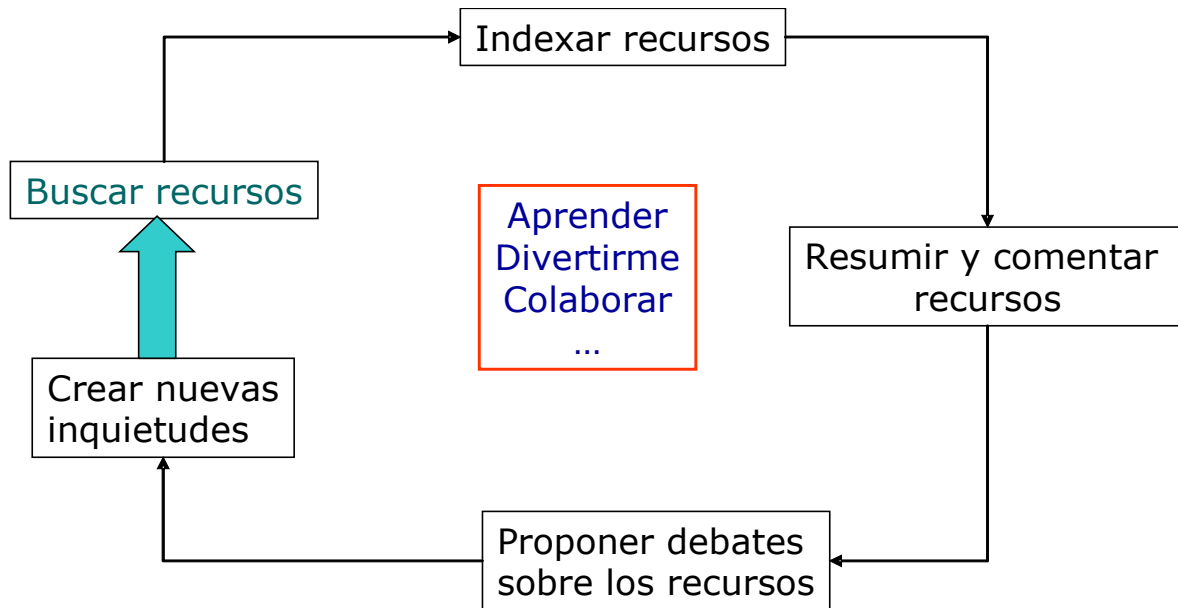 Indexar recursos
Buscar recursos
Aprender
Divertirme
Colaborar
...
Resumir y comentar
recursos
Crear nuevas
inquietudes
Proponer debates
sobre los recursos